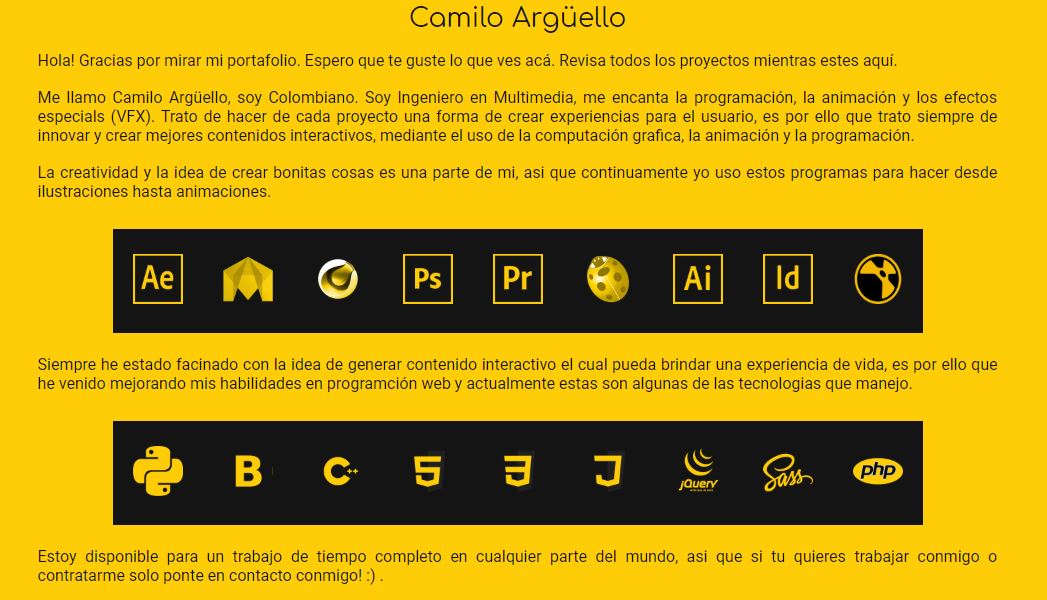 Camilo Argüello
Hola! Gracias por mirar mi portafolio. Espero que te guste lo que ves acá. Revisa todos los proyectos mientras estes aquí.
Me llamo Camilo Argüello, soy Colombiano. Soy Ingeniero en Multimedia, me encanta la programación, la animación y los efectos
especials (VFX). Trato de hacer de cada proyecto una forma de crear experiencias para el usuario, es por ello que trato siempre de
innovar y crear mejores contenidos interactivos, mediante el uso de la computación grafica, la animación y la programación.
La creatividad y la idea de crear bonitas cosas es una parte de mi, asi que continuamente yo uso estos programas para hacer desde
ilustraciones hasta animaciones.
Ae Ps Pr Ai Id
Siempre he estado facinado con la idea de generar contenido interactivo el cual pueda brindar una experiencia de vida, es por ello que
he venido mejorando mis habilidades en programción web y actualmente estas son algunas de las tecnologias que manejo.
B C++ 5 3 J jQuery Sass php
Estoy disponible para un trabajo de tiempo completo en cualquier parte del mundo, asi que si tu quieres trabajar conmigo o
contratarme solo ponte en contacto conmigo! :) .